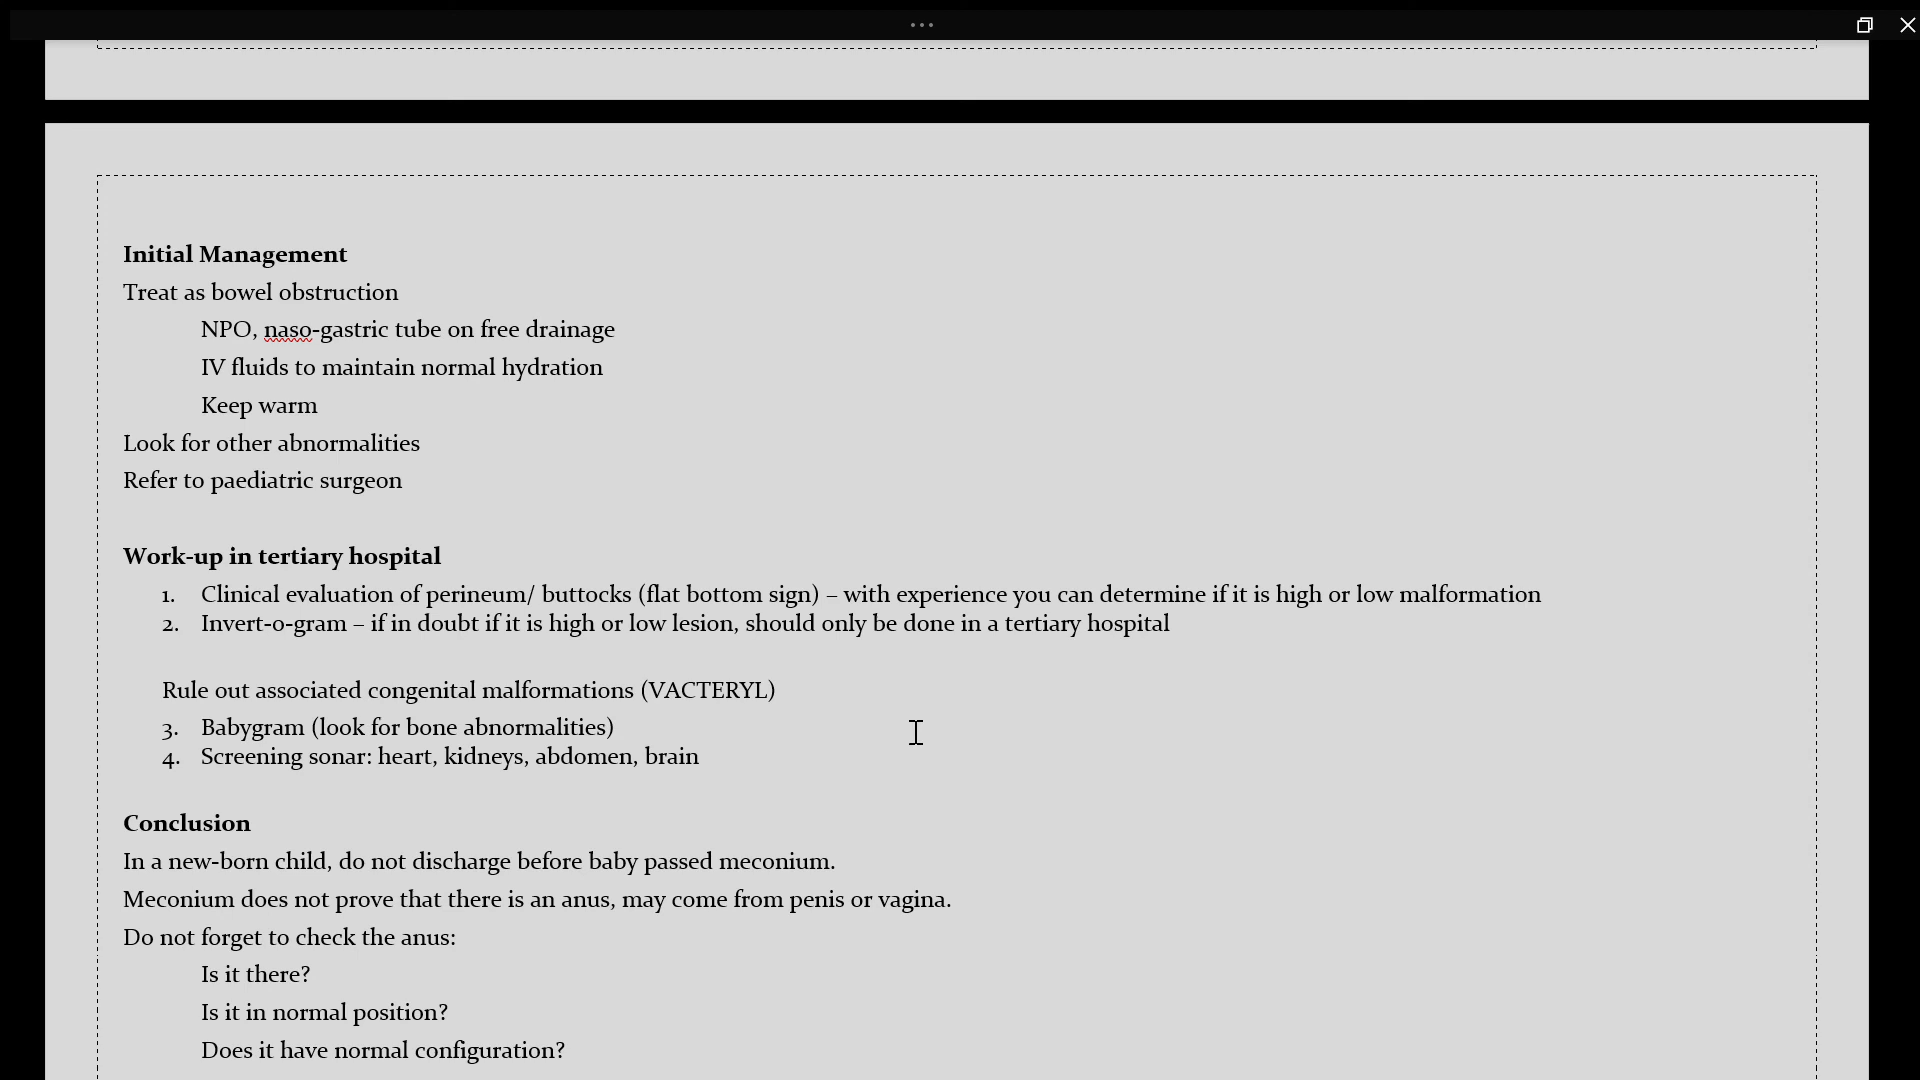 Initial Management
Treat as bowel obstruction
NPO, naso-gastric tube on free drainage
IV fluids to maintain normal hydration
Keep warm
Look for other abnormalities
Refer to paediatric surgeon
Work-up in tertiary hospital
1. Clinical evaluation of perineum/ buttocks (flat bottom sign) – with experience you can determine if it is high or low malformation
2. Invert-o-gram – if in doubt if it is high or low lesion, should only be done in a tertiary hospital
Rule out associated congenital malformations (VACTERYL)
3. Babygram (look for bone abnormalities)
4. Screening sonar: heart, kidneys, abdomen, brain
Conclusion
In a new-born child, do not discharge before baby passed meconium.
Meconium does not prove that there is an anus, may come from penis or vagina.
Do not forget to check the anus:
Is it there?
Is it in normal position?
Does it have normal configuration?